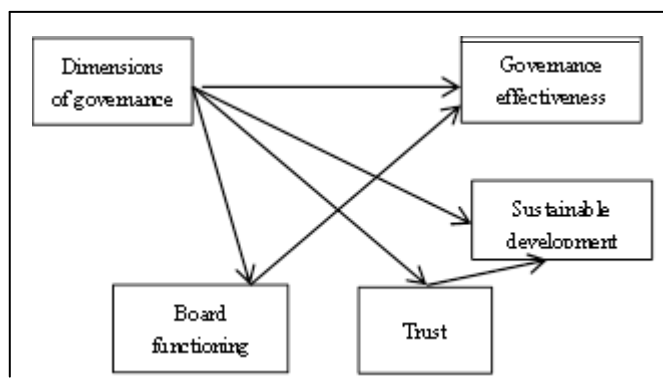 Dimensions
of governance
Governance
effectiveness
Sustainable
development
Board
functioning
Trust